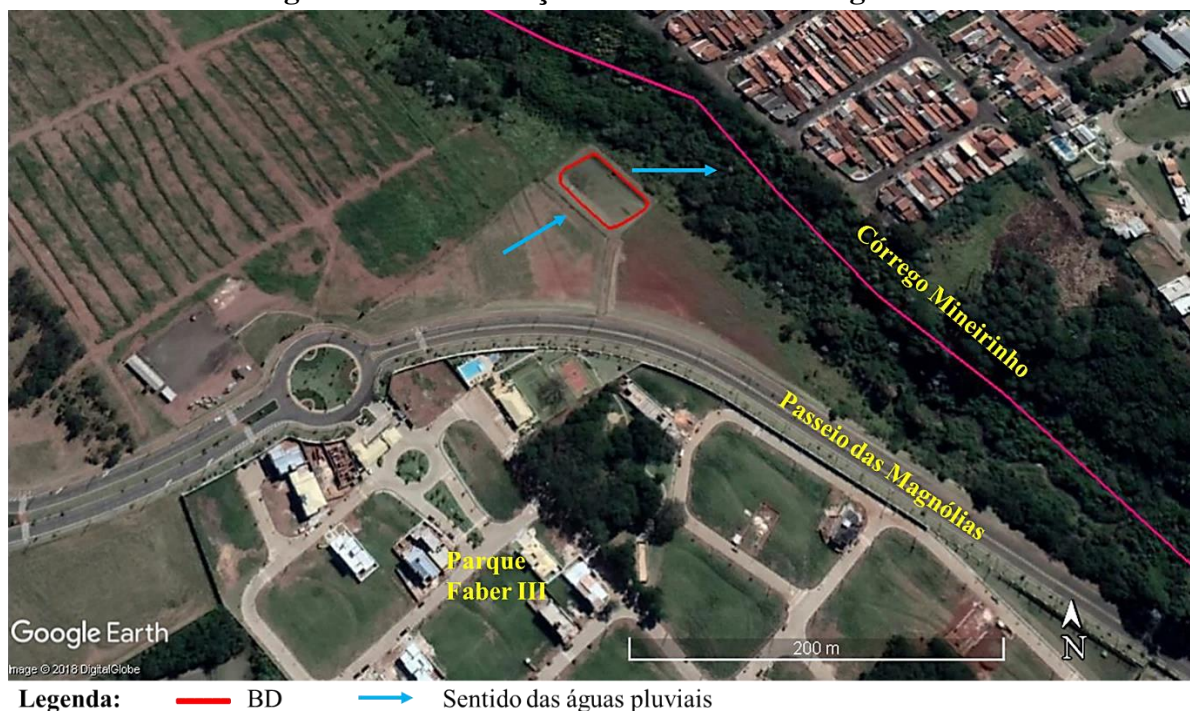 Córrego Mineirinho
Passeio das Magnólias
Parque
Faber III
Google Earth
Image © 2018 DigitalGlobe
200 m
N
Legenda: BD Sentido das águas pluviais